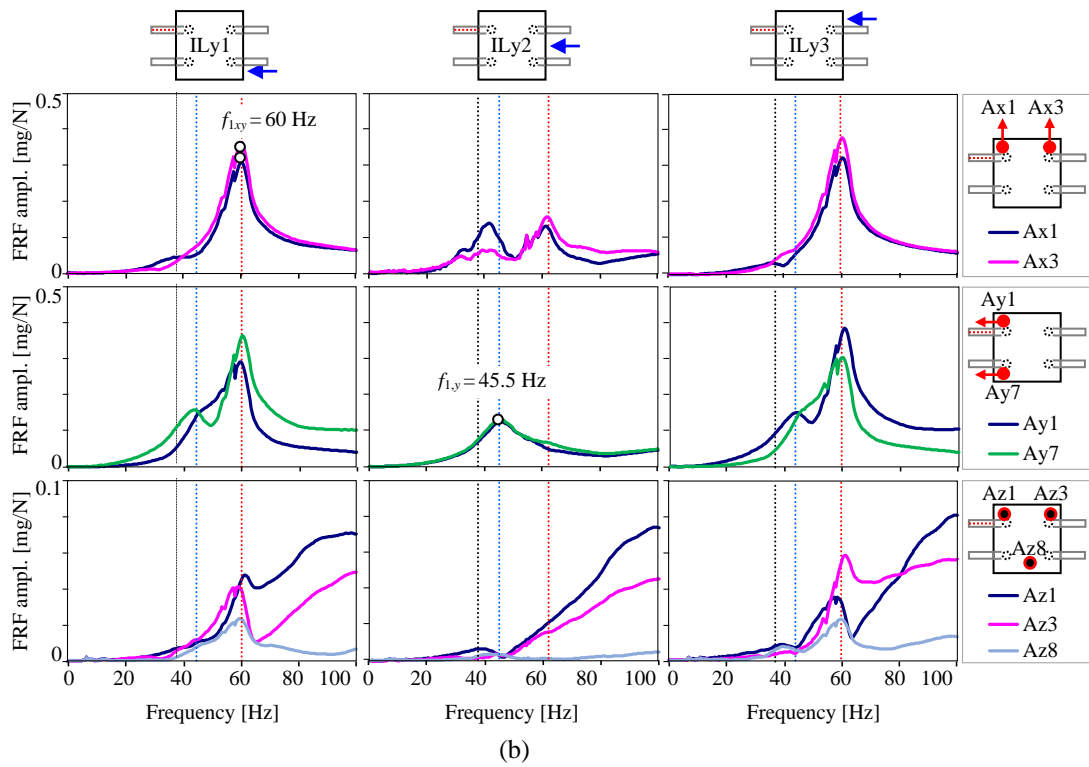 ILy1 ILy2 ILy3
FRF ampl. [mg/N]
0.5
0
f1xy = 60 Hz
Ax1 Ax3
Ax1
Ax3
FRF ampl. [mg/N]
0.5
0
f1,y = 45.5 Hz
Ay1
Ay7
Ay1
Ay7
FRF ampl. [mg/N]
0.1
0
Az1 Az3
Az8
Az1
Az3
Az8
0 20 40 60 80 100 0 20 40 60 80 100 0 20 40 60 80 100
Frequency [Hz] Frequency [Hz] Frequency [Hz]
(b)